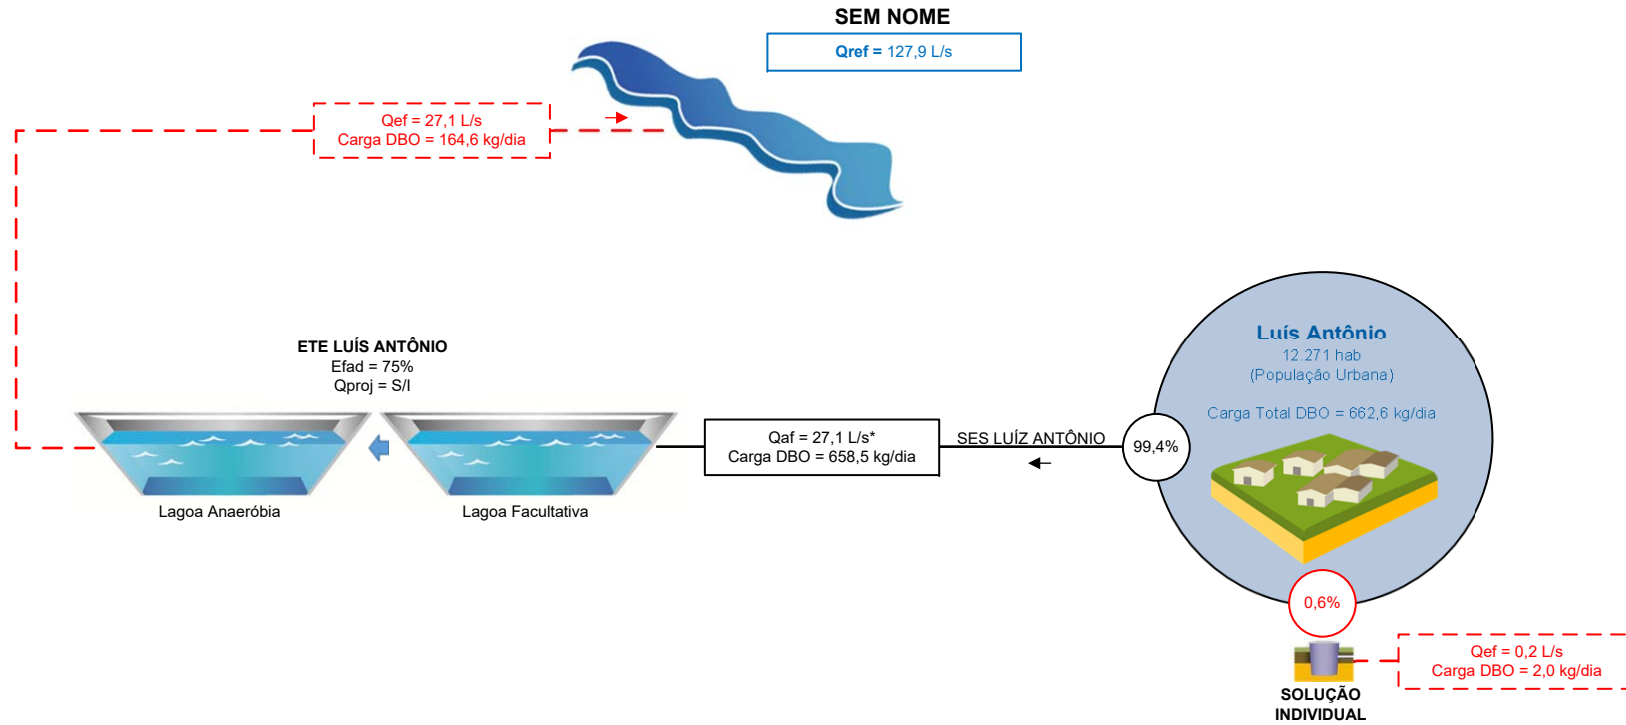 SEM NOME
Qref = 127,9 L/s
Qef = 27,1 L/s
Carga DBO = 164,6 kg/dia
ETE LUÍS ANTÔNIO
Efad = 75%
Qproj = S/I
Lagoa Anaeróbia
Lagoa Facultativa
Qaf = 27,1 L/s*
Carga DBO = 658,5 kg/dia
SES LUÍZ ANTÔNIO
99,4%
Luís Antônio
12.271 hab
(População Urbana)
Carga Total DBO = 662,6 kg/dia
0,6%
SOLUÇÃO
INDIVIDUAL
Qef = 0,2 L/s
Carga DBO = 2,0 kg/dia